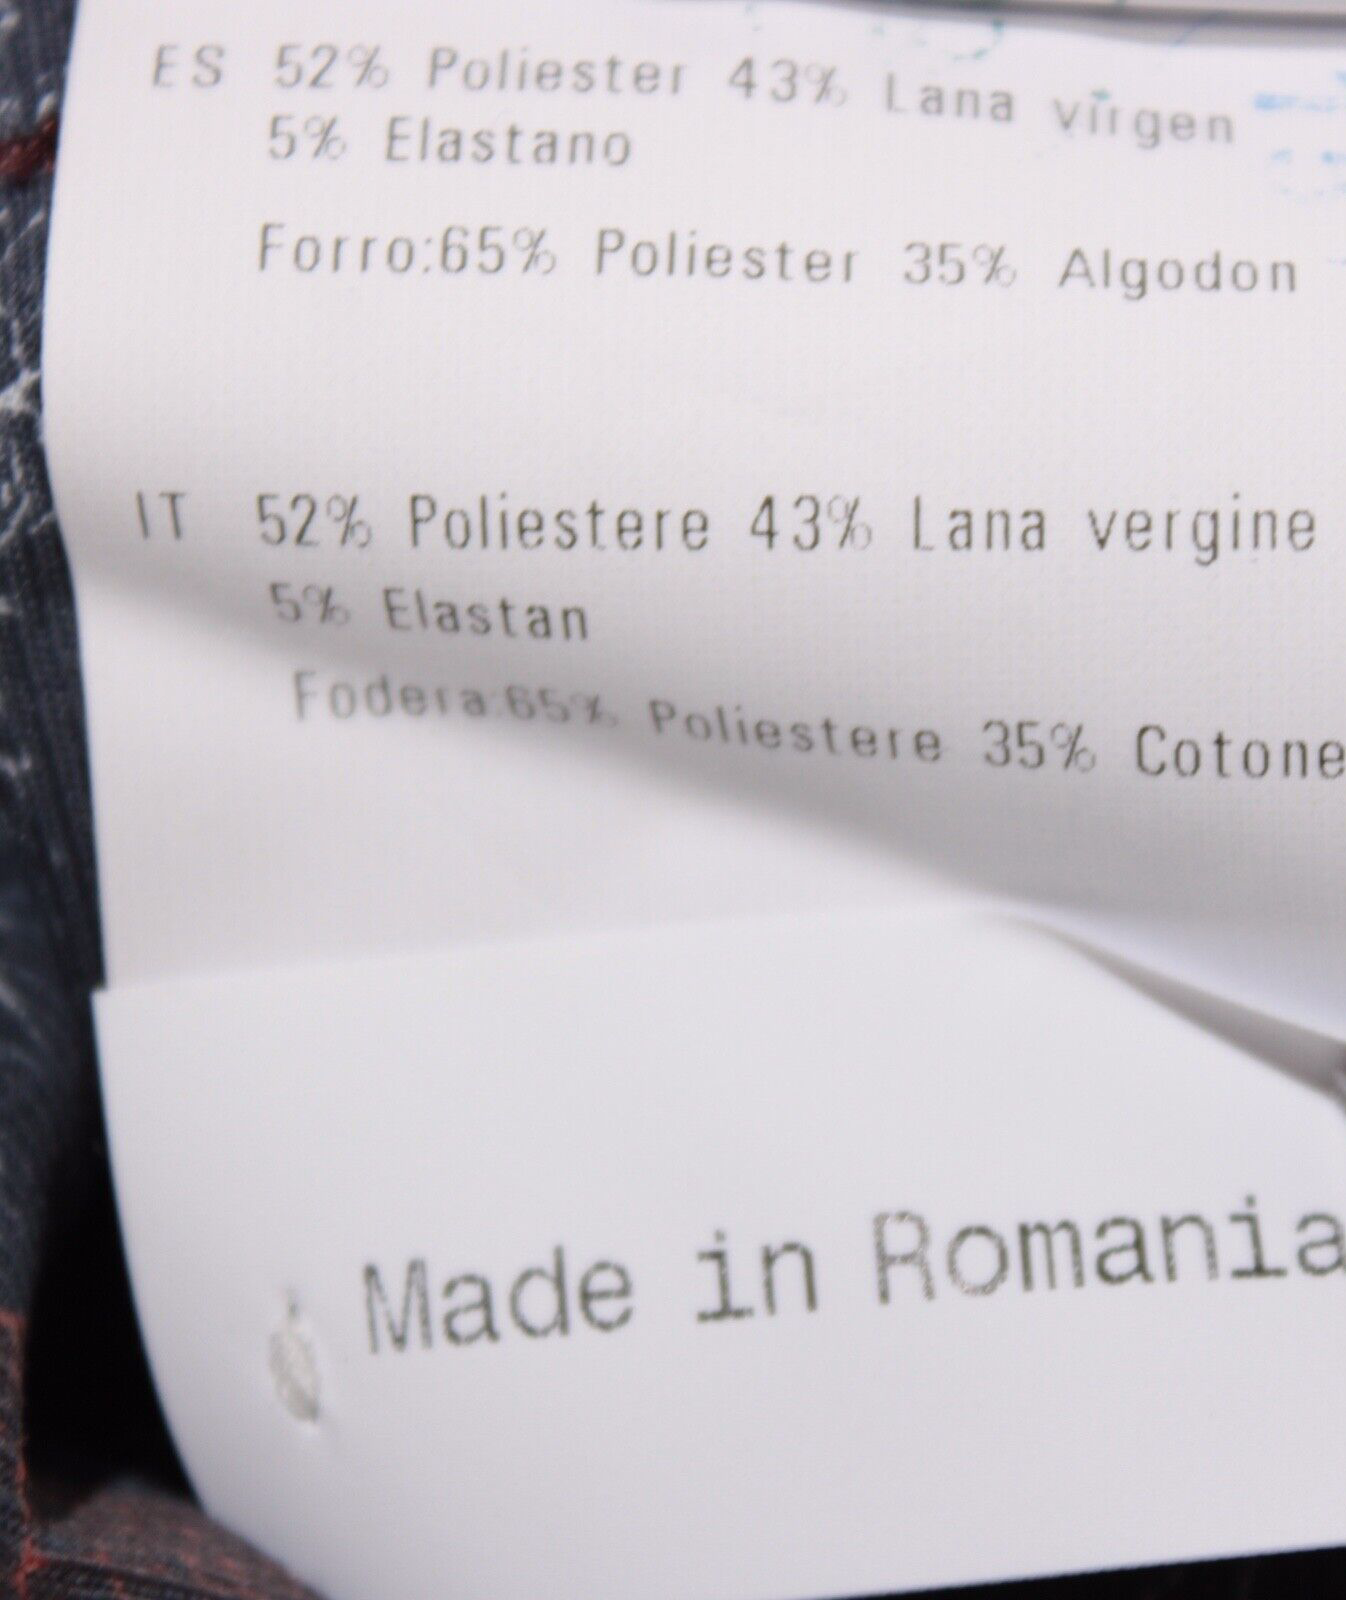 ES 52% Poliester 43% Lana virgen
5% Elastano
Forro:65% Poliester 35% Algodon
IT 52% Poliestere 43% Lana vergine
5% Elastan
Fodera:65% Poliestere 35% Cotone
Made in Romania